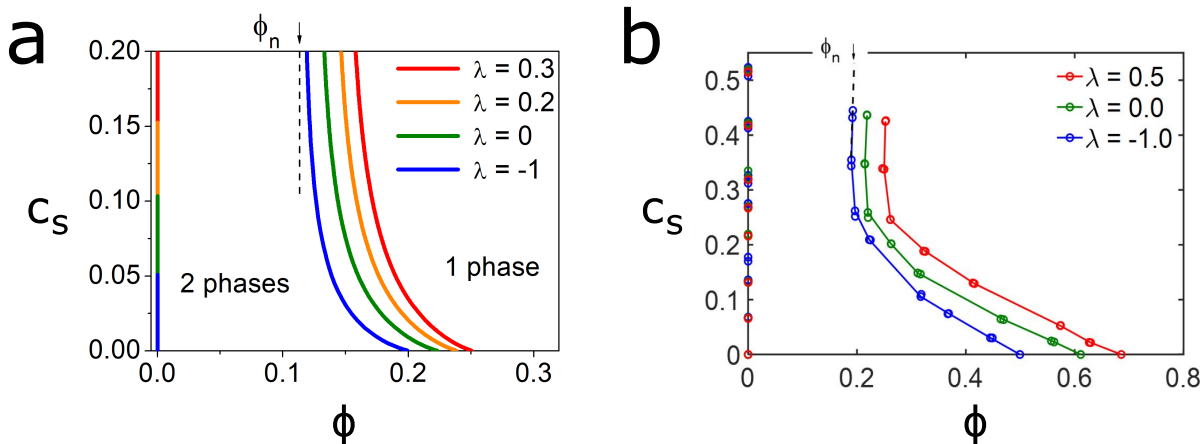 a
ϕn
0.20
0.15
0.10
0.05
0.00
cs
λ = 0.3
λ = 0.2
λ = 0
λ = -1
2 phases
1 phase
0.0 0.1 0.2 0.3
ϕ
b
ϕn
0.5
0.4
0.3
0.2
0.1
0
cs
λ = 0.5
λ = 0.0
λ = -1.0
0 0.2 0.4 0.6 0.8
ϕ